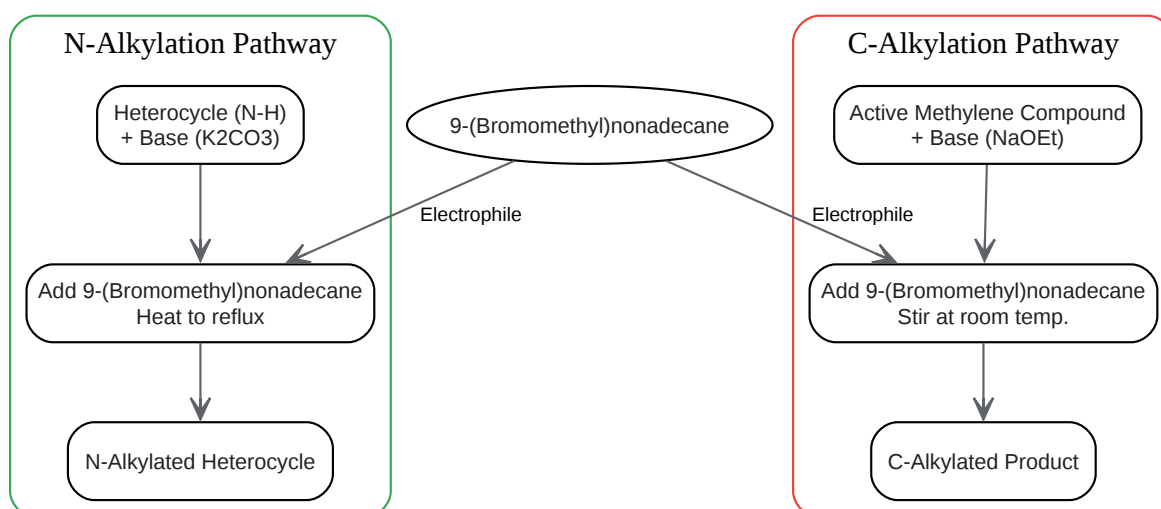 N-Alkylation Pathway
Heterocycle (N-H)
+ Base (K2CO3)
9-(Bromomethyl)nonadecane
C-Alkylation Pathway
Active Methylene Compound
+ Base (NaOEt)
Electrophile
Electrophile
Add 9-(Bromomethyl)nonadecane
Heat to reflux
Add 9-(Bromomethyl)nonadecane
Stir at room temp.
N-Alkylated Heterocycle
C-Alkylated Product